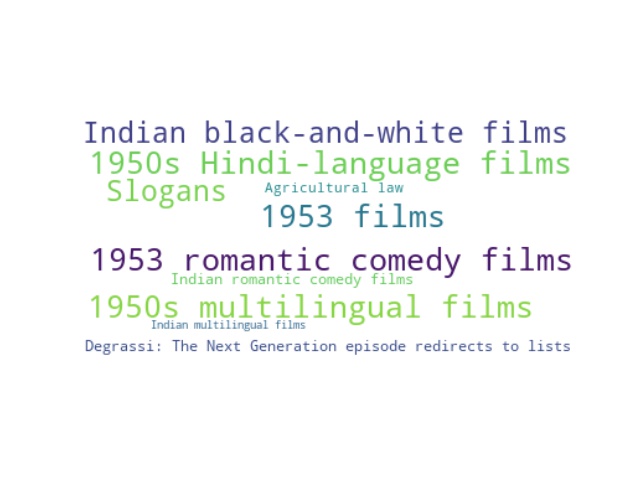 Indian black-and-white films
1950s Hindi-language films
Slogans
Agricultural law
1953 films
1953 romantic comedy films
Indian romantic comedy films
1950s multilingual films
Indian multilingual films
Degrassi: The Next Generation episode redirects to lists